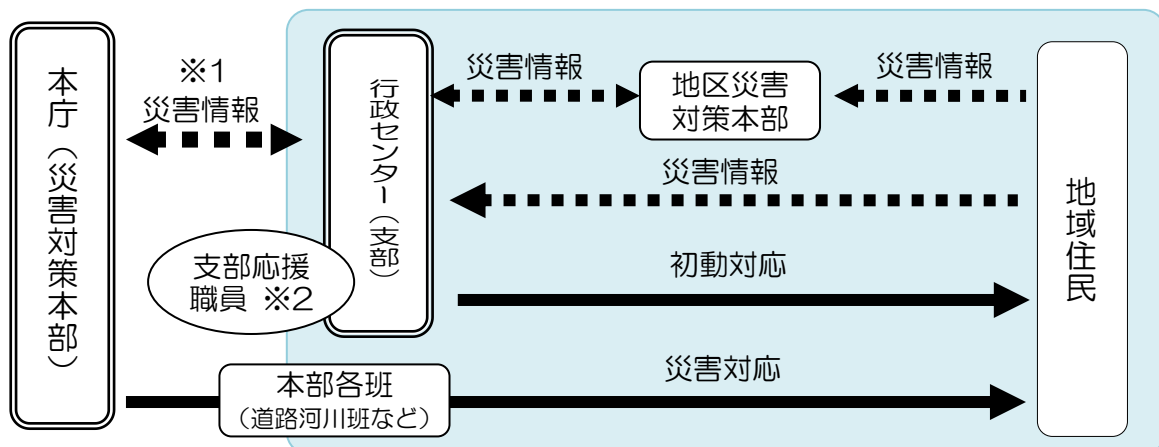 本庁（災害対策本部）
※1
災害情報
行政センター（支部）
災害情報
地区災害
対策本部
災害情報
災害情報
地域住民
支部応援
職員 ※2
初動対応
本部各班
（道路河川班など）
災害対応